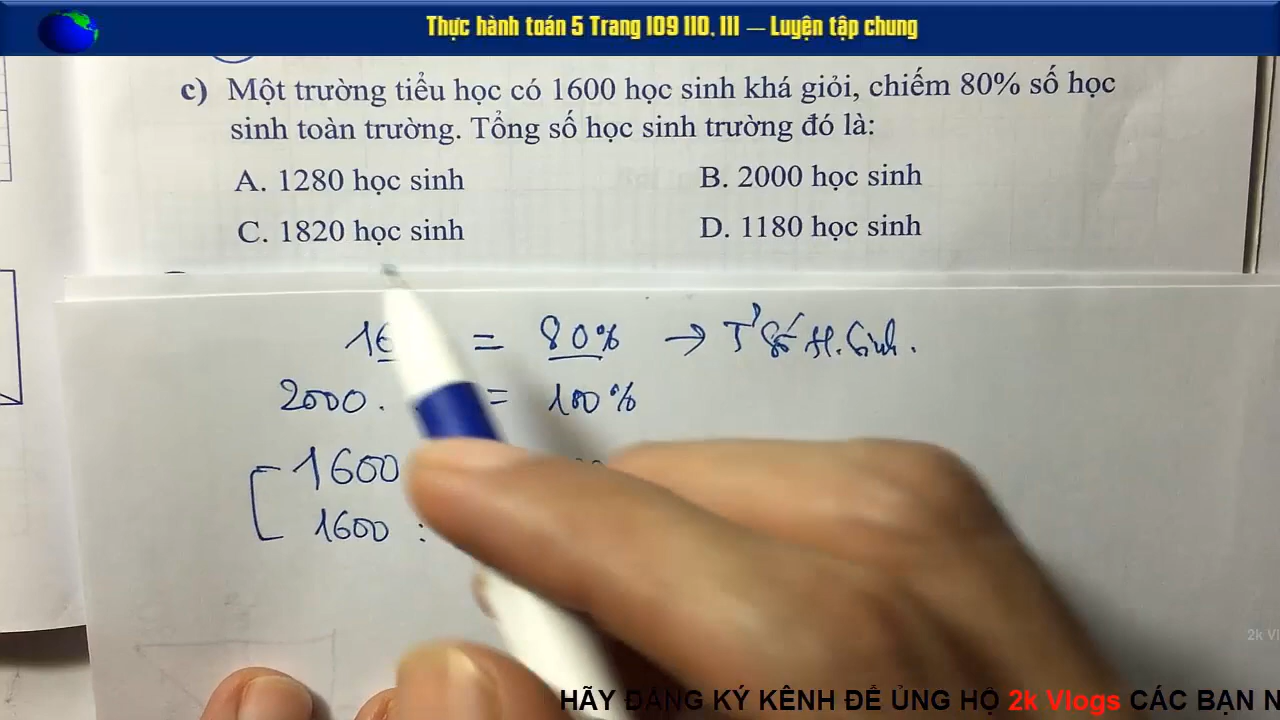 Thực hành toán 5 Trang 109 110, 111 – Luyện tập chung
c) Một trường tiểu học có 1600 học sinh khá giỏi, chiếm 80% số học
sinh toàn trường. Tổng số học sinh trường đó là:
A. 1280 học sinh
B. 2000 học sinh
C. 1820 học sinh
D. 1180 học sinh
= 80% → H. Sinh.
2000. = 100%
1600
1600 :
2k Vl
HÃY ĐĂNG KÝ KÊNH ĐỂ ỦNG HỘ 2k Vlogs CÁC BẠN N